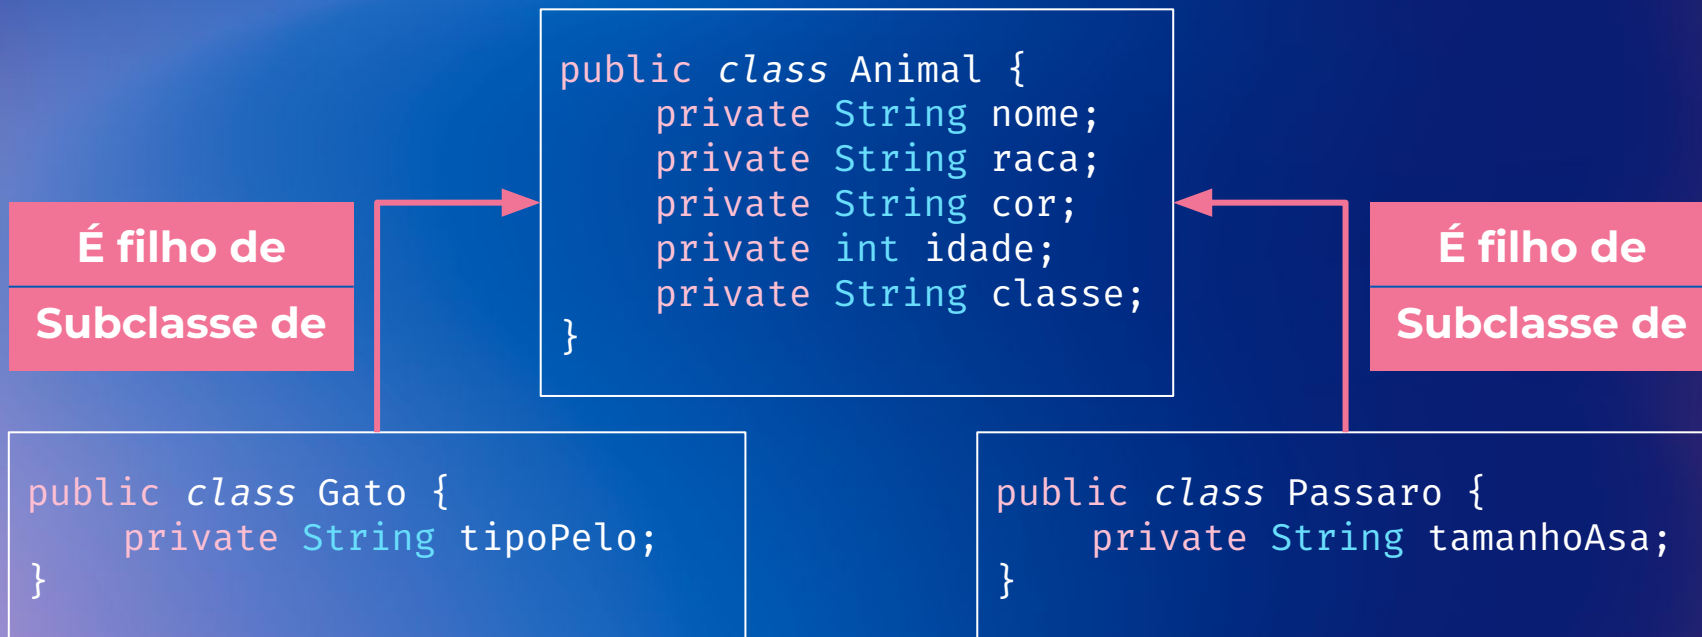 public class Animal {
private String nome;
private String raca;
private String cor;
private int idade;
private String classe;
}
É filho de
Subclasse de
É filho de
Subclasse de
public class Gato {
private String tipoPelo;
}
public class Passaro {
private String tamanhoAsa;
}